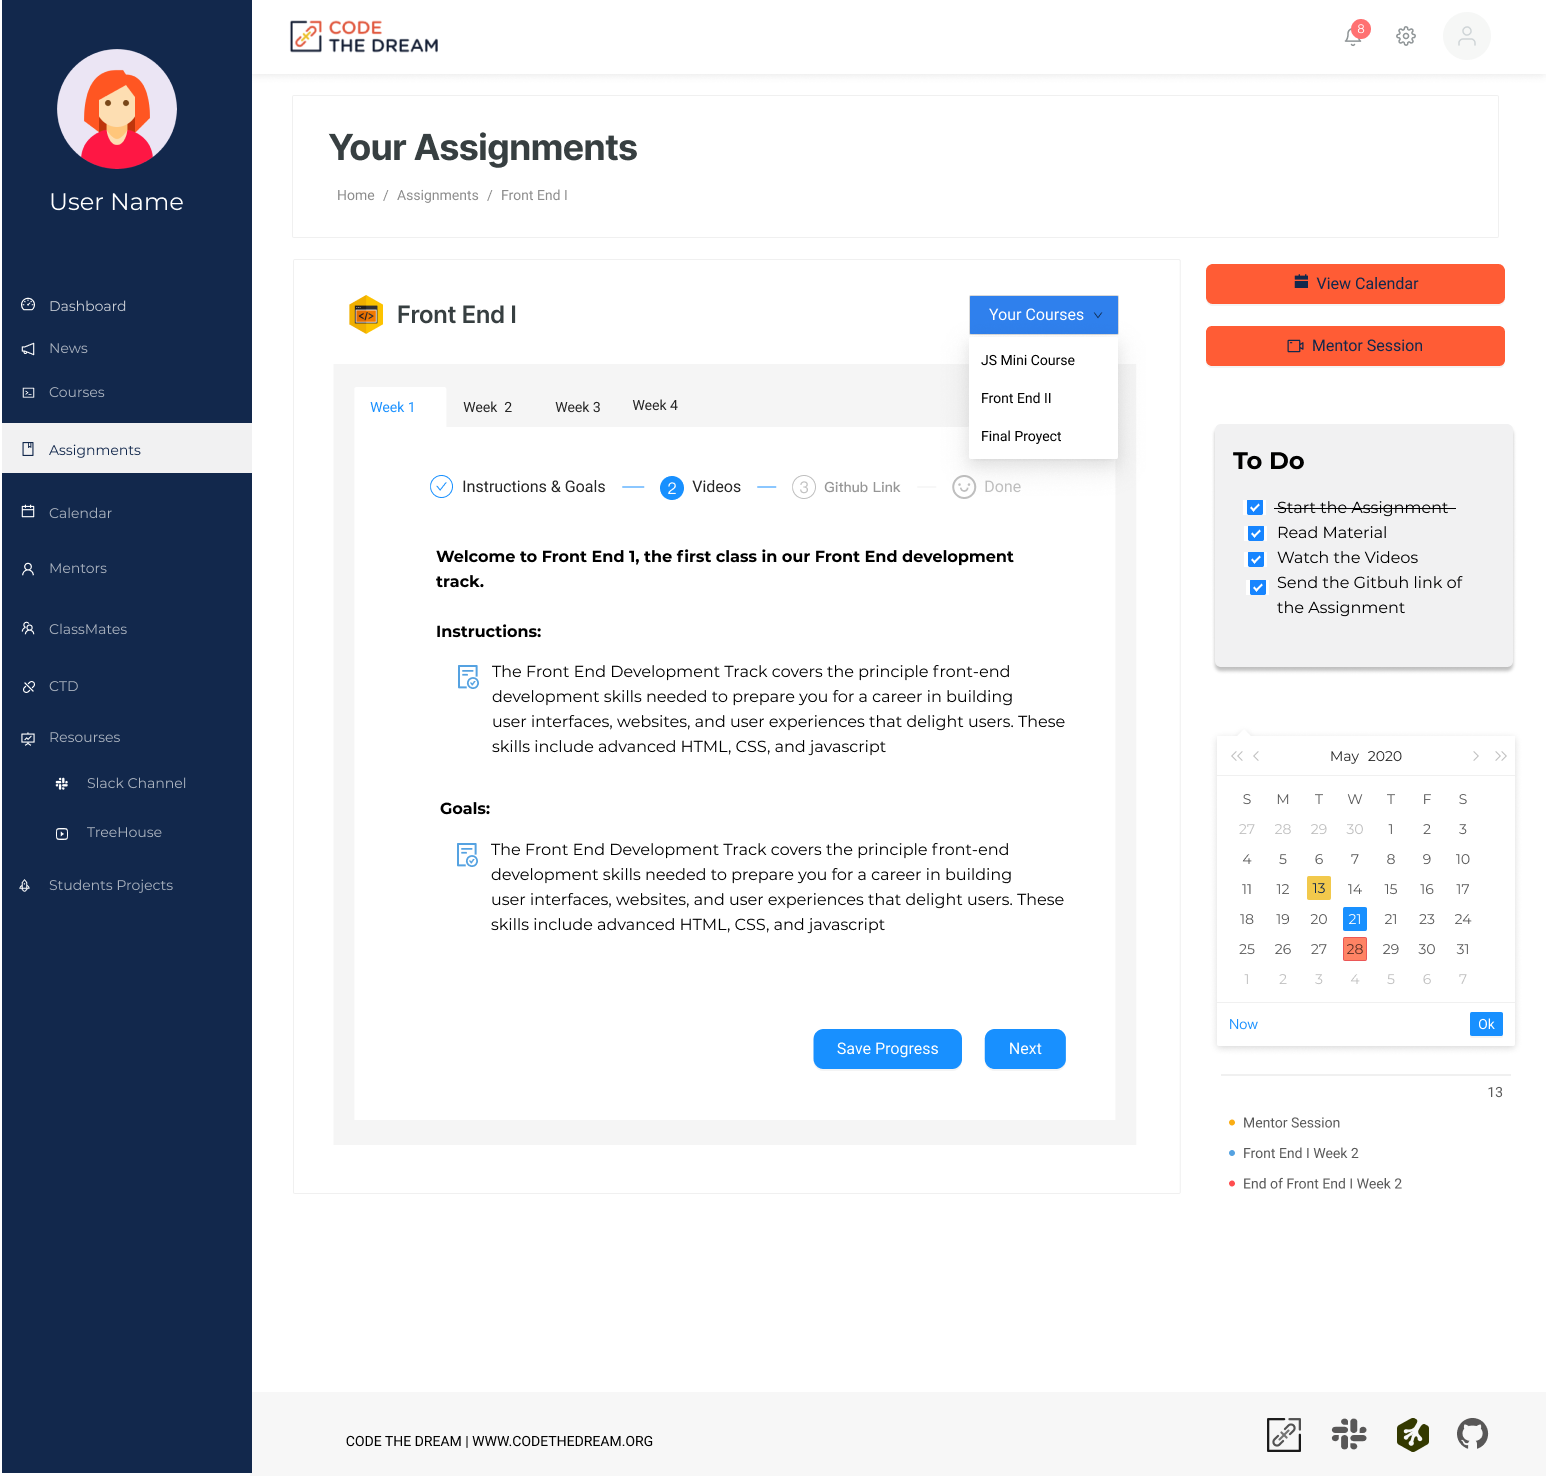 CODE
THE DREAM
8
User Name
Dashboard
News
Courses
Assignments
Calendar
Mentors
ClassMates
CTD
Resourses
Slack Channel
TreeHouse
Students Projects
Your Assignments
Home / Assignments / Front End I
Front End I
Your Courses
JS Mini Course
Front End II
Final Proyect
Week 1 Week 2 Week 3 Week 4
Instructions & Goals 2 Videos 3 Github Link Done
Welcome to Front End 1, the first class in our Front End development
track.
Instructions:
The Front End Development Track covers the principle front-end
development skills needed to prepare you for a career in building
user interfaces, websites, and user experiences that delight users. These
skills include advanced HTML, CSS, and javascript
Goals:
The Front End Development Track covers the principle front-end
development skills needed to prepare you for a career in building
user interfaces, websites, and user experiences that delight users. These
skills include advanced HTML, CSS, and javascript
Save Progress Next
View Calendar
Mentor Session
To Do
Start the Assignment
Read Material
Watch the Videos
Send the Gitbuh link of
the Assignment
May 2020
S M T W T F S
27 28 29 30 1 2 3
4 5 6 7 8 9 10
11 12 13 14 15 16 17
18 19 20 21 21 23 24
25 26 27 28 29 30 31
1 2 3 4 5 6 7
Now Ok
13
Mentor Session
Front End I Week 2
End of Front End I Week 2
CODE THE DREAM | WWW.CODETHEDREAM.ORG